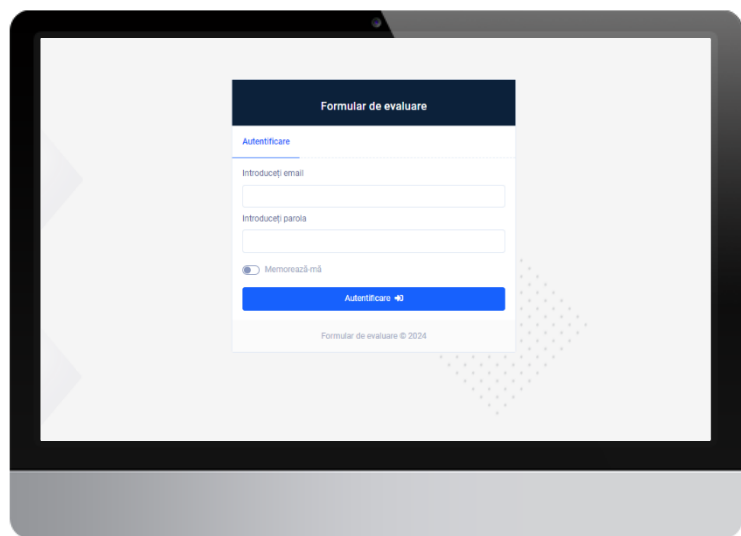 Formular de evaluare
Autentificare
Introduceți email
Introduceți parola
Memorează-mă
Autentificare
Formular de evaluare © 2024